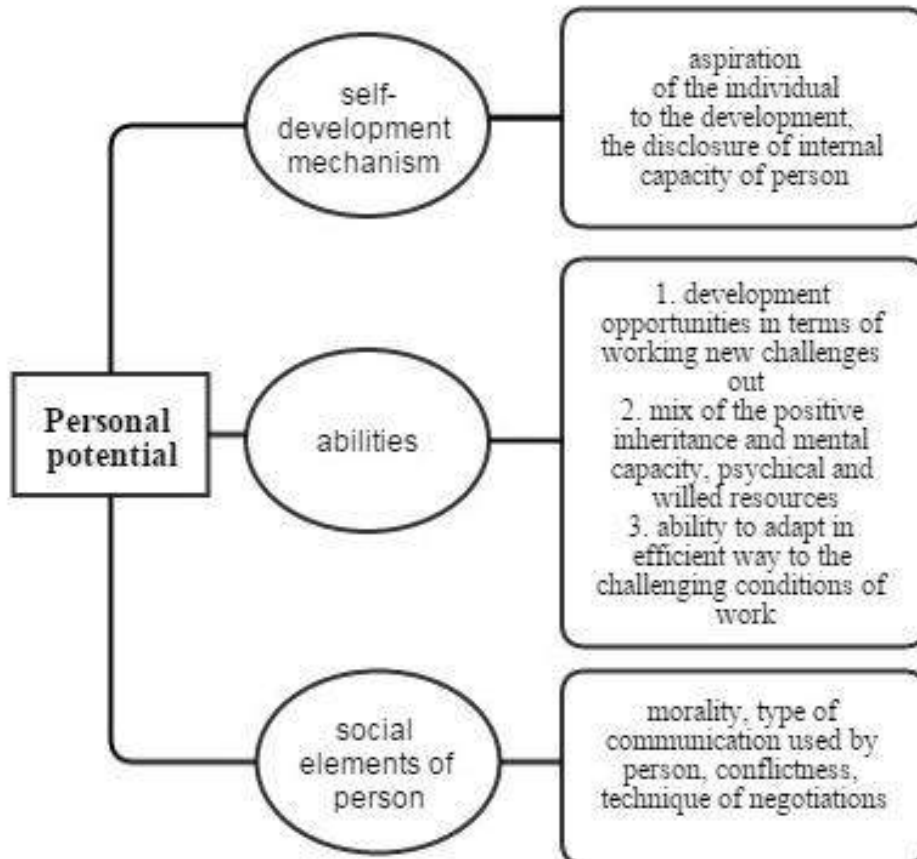 self-
development
mechanism
aspiration
of the individual
to the development,
the disclosure of internal
capacity of person
Personal
potential
abilities
1. development
opportunities in terms of
working new challenges
out
2. mix of the positive
inheritance and mental
capacity, psychical and
willed resources
3. ability to adapt in
efficient way to the
challenging conditions of
work
social
elements of
person
morality, type of
communication used by
person, conflictness,
technique of negotiations